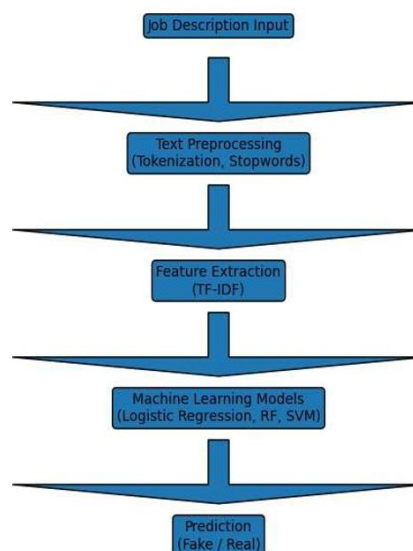 Job Description Input
Text Preprocessing
(Tokenization, Stopwords)
Feature Extraction
(TF-IDF)
Machine Learning Models
(Logistic Regression, RF, SVM)
Prediction
(Fake / Real)